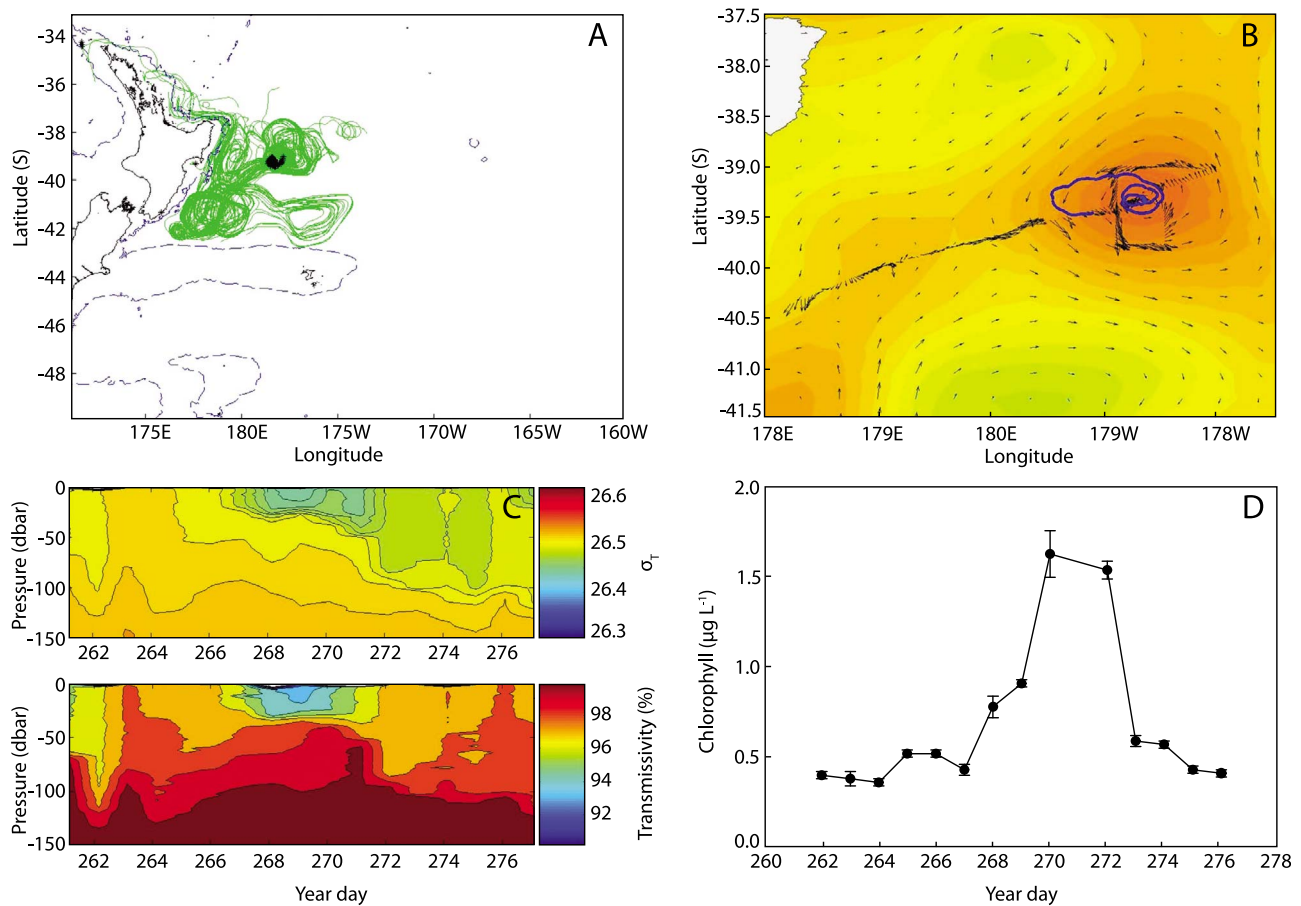 A
-34
-36
-38
-40
-42
-44
-46
-48
Latitude (S)
175E 180E 175W 170W 165W 160W
Longitude
B
-37.5
-38.0
-38.5
-39.0
-39.5
-40.0
-40.5
-41.0
-41.5
Latitude (S)
178E 179E 180E 179W 178W
Longitude
C
0
-50
-100
-150
Pressure (dbar)
262 264 266 268 270 272 274 276
26.6
26.5
26.4
26.3
σT
0
-50
-100
-150
Pressure (dbar)
262 264 266 268 270 272 274 276
98
96
94
92
Transmissivity (%)
Year day
D
2.0
1.5
1.0
0.5
0.0
Chlorophyll (µg L-1)
260 262 264 266 268 270 272 274 276 278
Year day